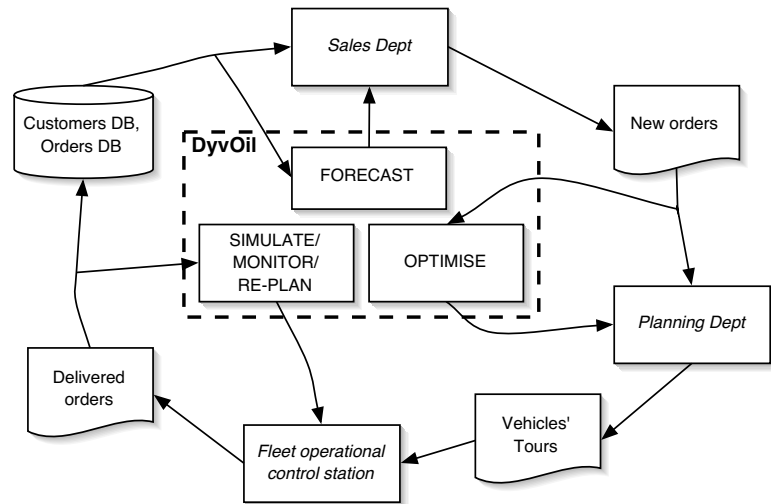 Sales Dept
Customers DB,
Orders DB
New orders
DyvOil
FORECAST
SIMULATE/
MONITOR/
RE-PLAN
OPTIMISE
Planning Dept
Delivered
orders
Vehicles'
Tours
Fleet operational
control station